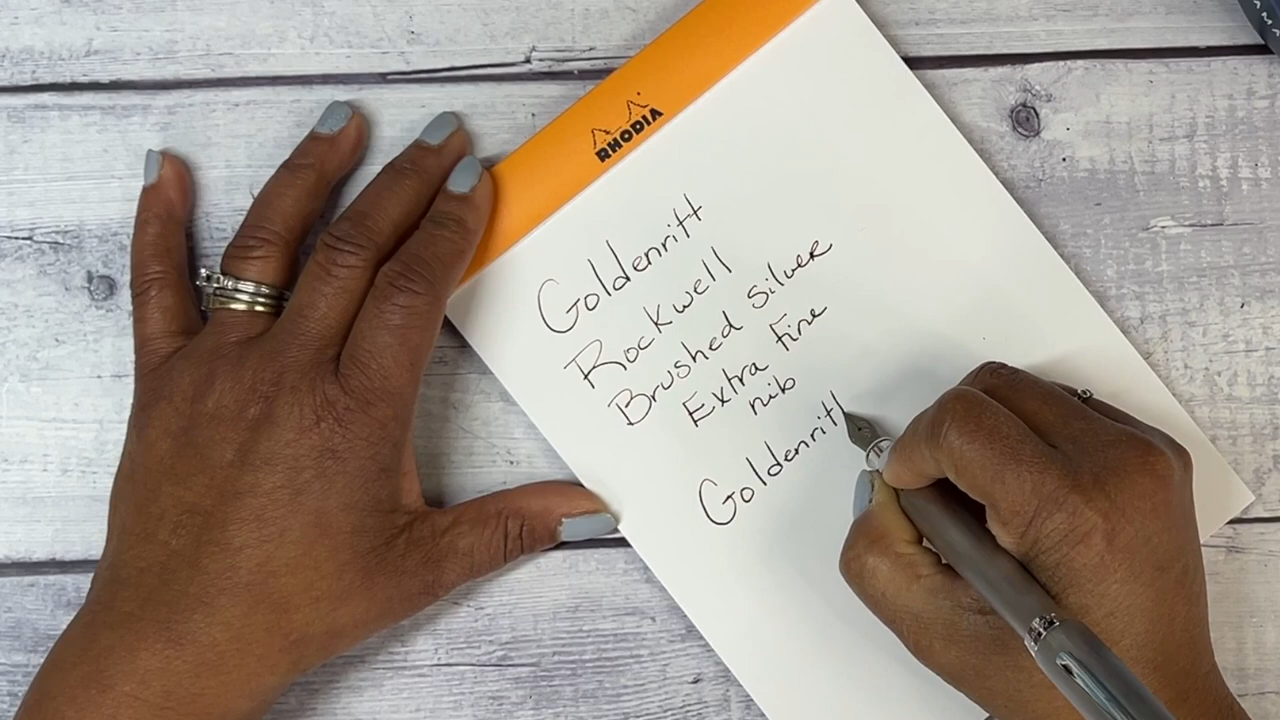 RHODIA
Goldenritt
Rockwell
Brushed Silver
Extra Fine
nib
Goldenritt